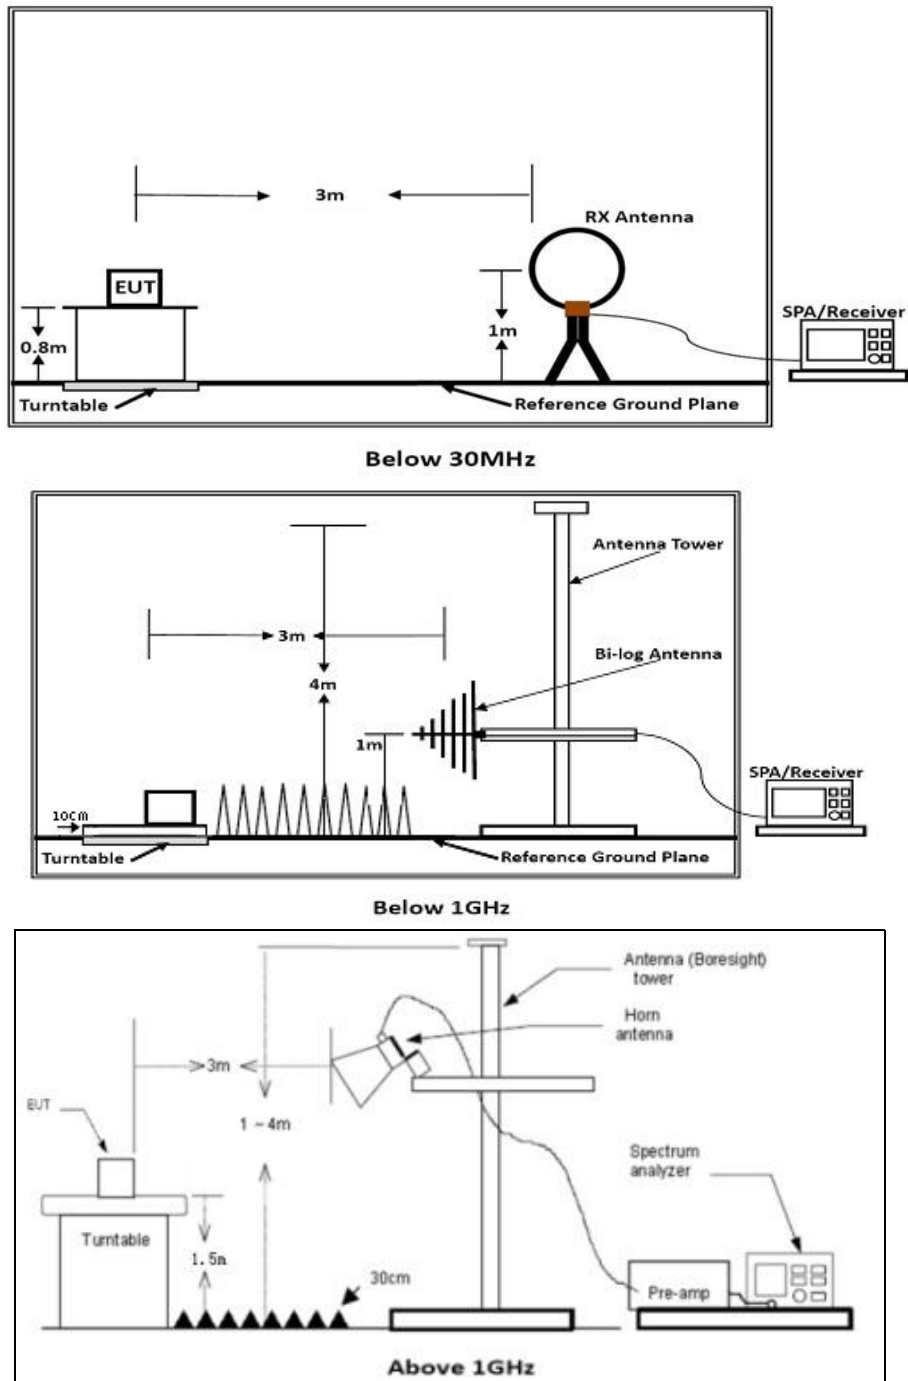 3m
RX Antenna
EUT
SPA/Receiver
1m
0.8m
Turntable
Reference Ground Plane
Below 30MHz
Antenna Tower
3m
Bi-log Antenna
4m
1m
SPA/Receiver
10cm
Turntable
Reference Ground Plane
Below 1GHz
Antenna (Boresight)
tower
Horn
antenna
3m
EUT
1 ~ 4m
Spectrum
analyzer
Turntable
1.5m
30cm
Pre-amp
Above 1GHz